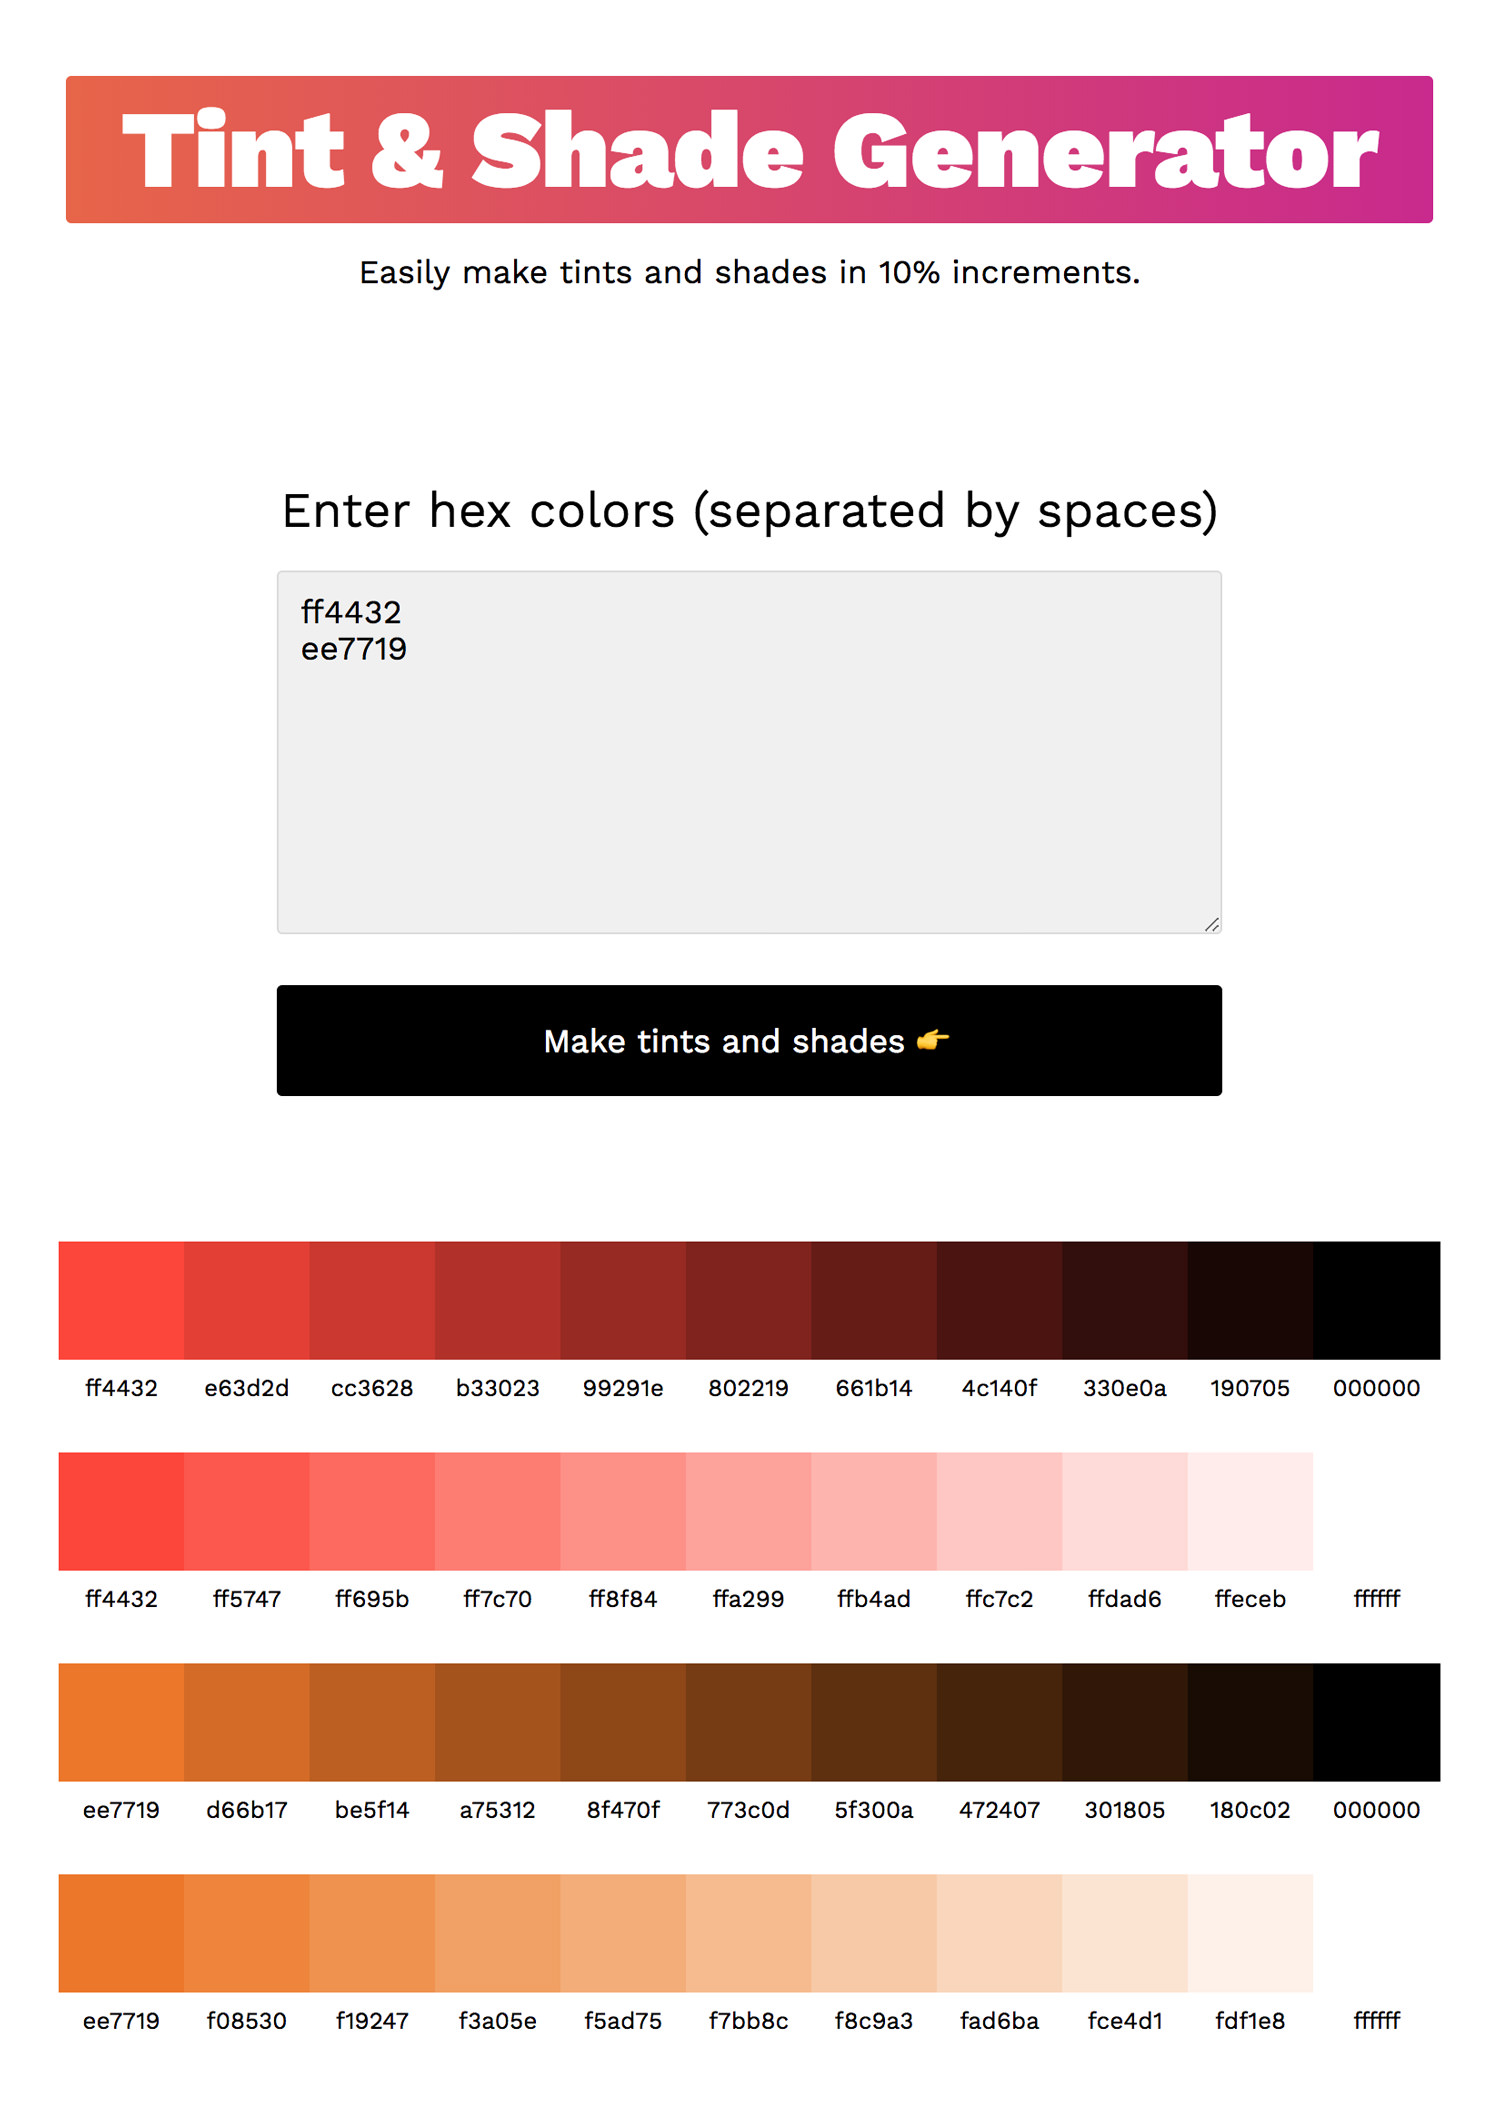 Tint & Shade Generator
Easily make tints and shades in 10% increments.
Enter hex colors (separated by spaces)
ff4432
ee7719
Make tints and shades 👉
ff4432 e63d2d cc3628 b33023 99291e 802219 661b14 4c140f 330e0a 190705 000000
ff4432 ff5747 ff695b ff7c70 ff8f84 ffa299 ffb4ad ffc7c2 ffdad6 ffeceb ffffff
ee7719 d66b17 be5f14 a75312 8f470f 773c0d 5f300a 472407 301805 180c02 000000
ee7719 f08530 f19247 f3a05e f5ad75 f7bb8c f8c9a3 fad6ba fce4d1 fdf1e8 ffffff